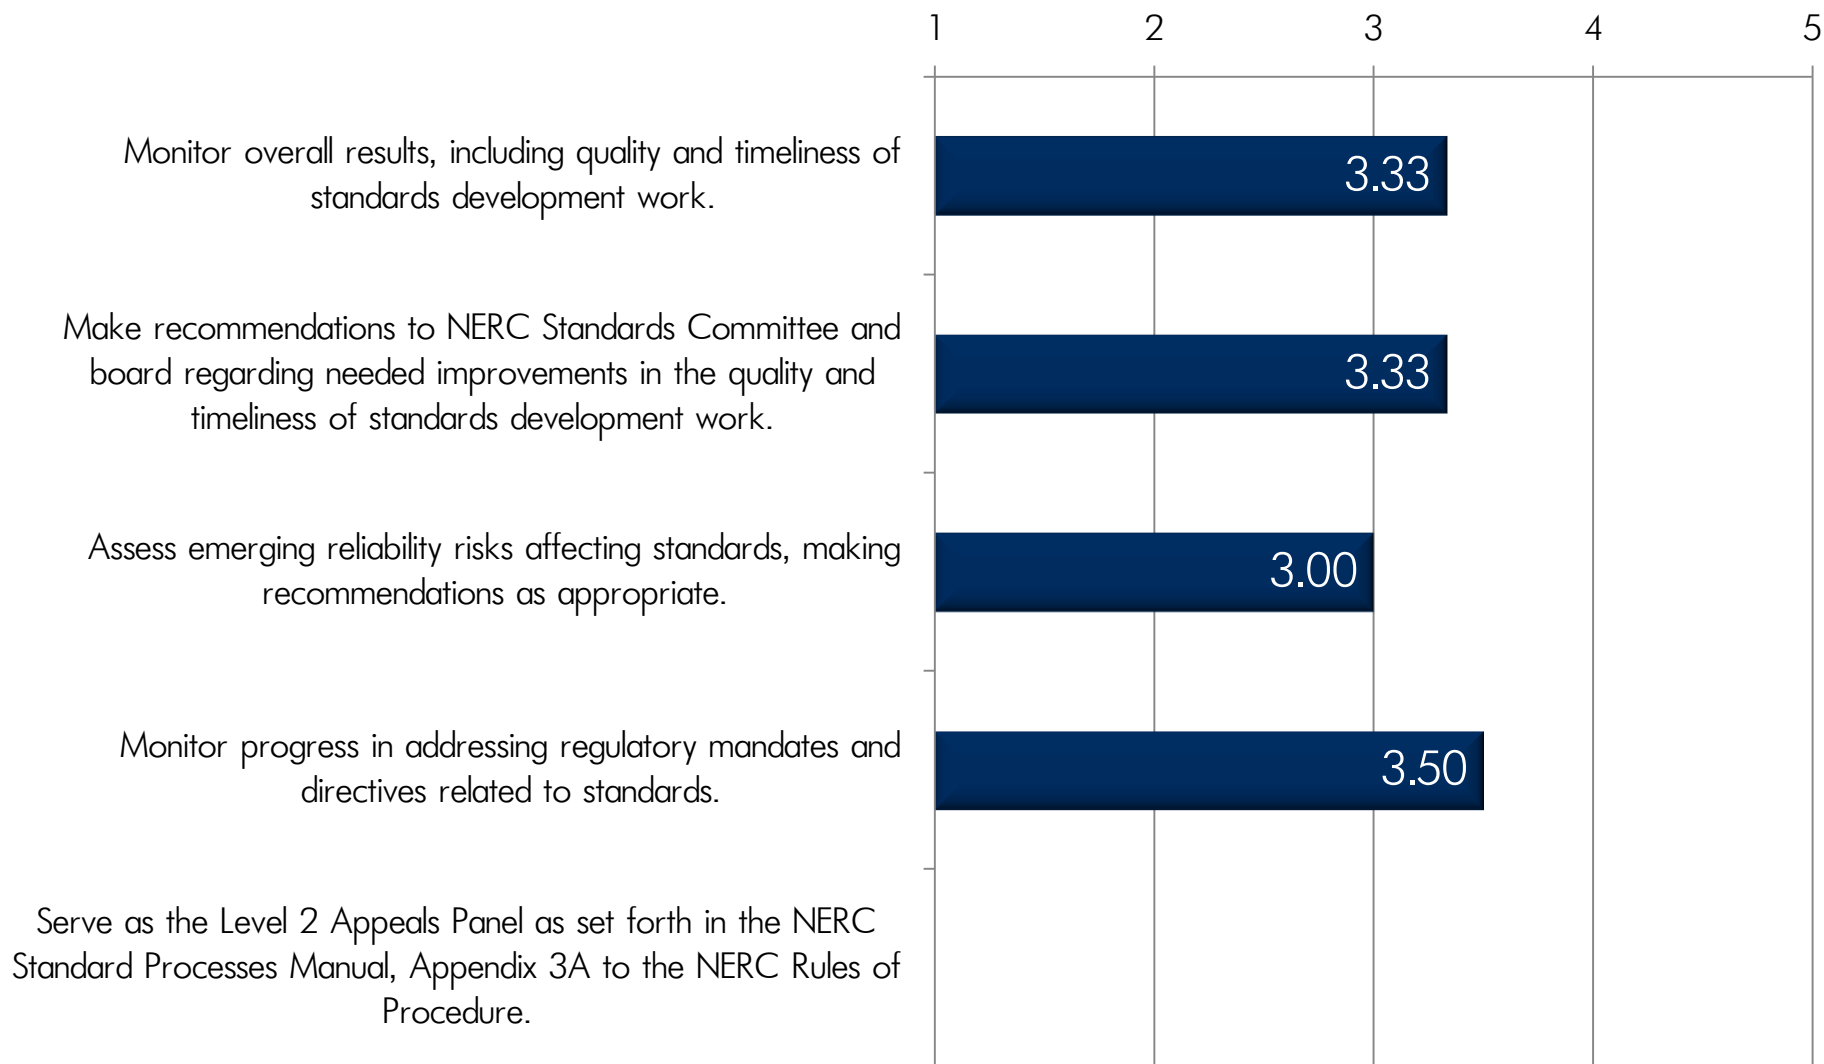 1 2 3 4 5
Monitor overall results, including quality and timeliness of
standards development work.
3.33
Make recommendations to NERC Standards Committee and
board regarding needed improvements in the quality and
timeliness of standards development work.
3.33
Assess emerging reliability risks affecting standards, making
recommendations as appropriate.
3.00
Monitor progress in addressing regulatory mandates and
directives related to standards.
3.50
Serve as the Level 2 Appeals Panel as set forth in the NERC
Standard Processes Manual, Appendix 3A to the NERC Rules of
Procedure.